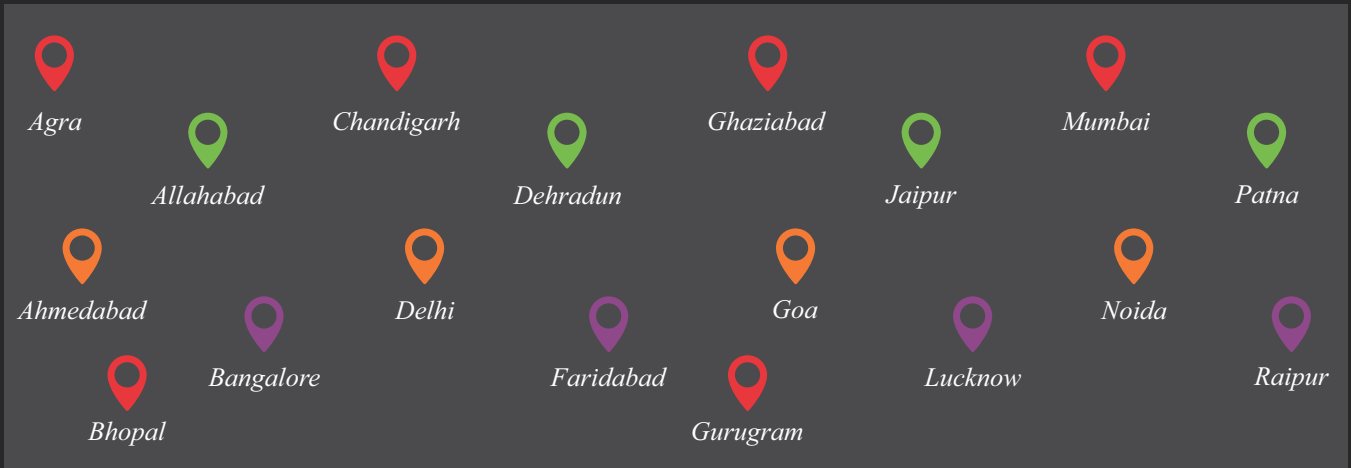 Agra
Chandigarh
Ghaziabad
Mumbai
Allahabad
Dehradun
Jaipur
Patna
Ahmedabad
Delhi
Goa
Noida
Bangalore
Faridabad
Lucknow
Raipur
Bhopal
Gurugram